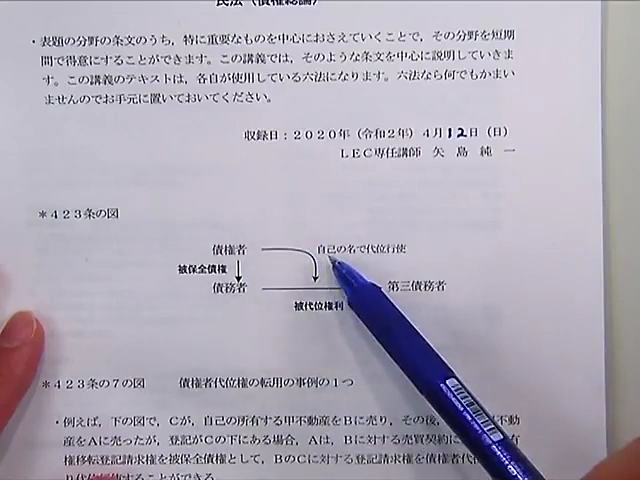 民法（債権総論）
・表題の分野の条文のうち，特に重要なものを中心におさえていくことで，その分野を短期
間で得意にすることができます。この講義では，そのような条文を中心に説明していきま
す。この講義のテキストは，各自が使用している六法になります。六法なら何でもかまい
ませんのでお手元に置いておいてください。
収録日：２０２０年（令和２年）４月12日（日）
ＬＥＣ専任講師 矢 島 純 一
＊４２３条の図
債権者 自己の名で代位行使
被保全債権
債務者 第三債務者
被代位権利
＊４２３条の７の図 債権者代位権の転用の事例の１つ
・例えば，下の図で，Ｃが，自己の所有する甲不動産をＢに売り，その後， 不動
産をＡに売ったが，登記がＣの下にある場合，Ａは，Ｂに対する売買契約に 有
権移転登記請求権を被保全債権として，ＢのＣに対する登記請求権を債権者代
り代位行使することができる